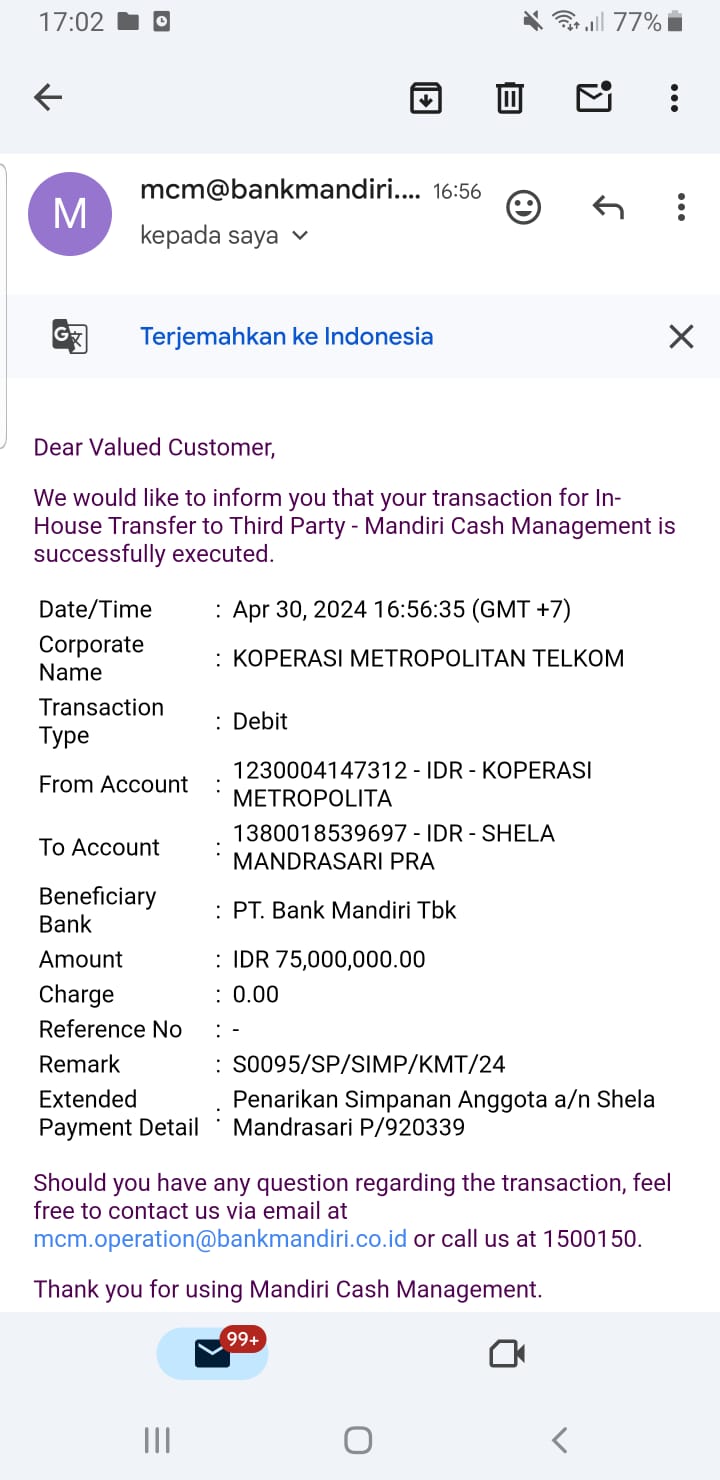 17:02 77%
M
mcm@bankmandiri.... 16:56
kepada saya
G
Terjemahkan ke Indonesia
Dear Valued Customer,
We would like to inform you that your transaction for In-
House Transfer to Third Party - Mandiri Cash Management is
successfully executed.
Date/Time : Apr 30, 2024 16:56:35 (GMT +7)
Corporate
Name : KOPERASI METROPOLITAN TELKOM
Transaction
Type : Debit
From Account : 1230004147312 - IDR - KOPERASI
METROPOLITA
To Account : 1380018539697 - IDR - SHELA
MANDRASARI PRA
Beneficiary
Bank : PT. Bank Mandiri Tbk
Amount : IDR 75,000,000.00
Charge : 0.00
Reference No : -
Remark : S0095/SP/SIMP/KMT/24
Extended
Payment Detail : Penarikan Simpanan Anggota a/n Shela
Mandrasari P/920339
Should you have any question regarding the transaction, feel
free to contact us via email at
mcm.operation@bankmandiri.co.id or call us at 1500150.
Thank you for using Mandiri Cash Management.
99+